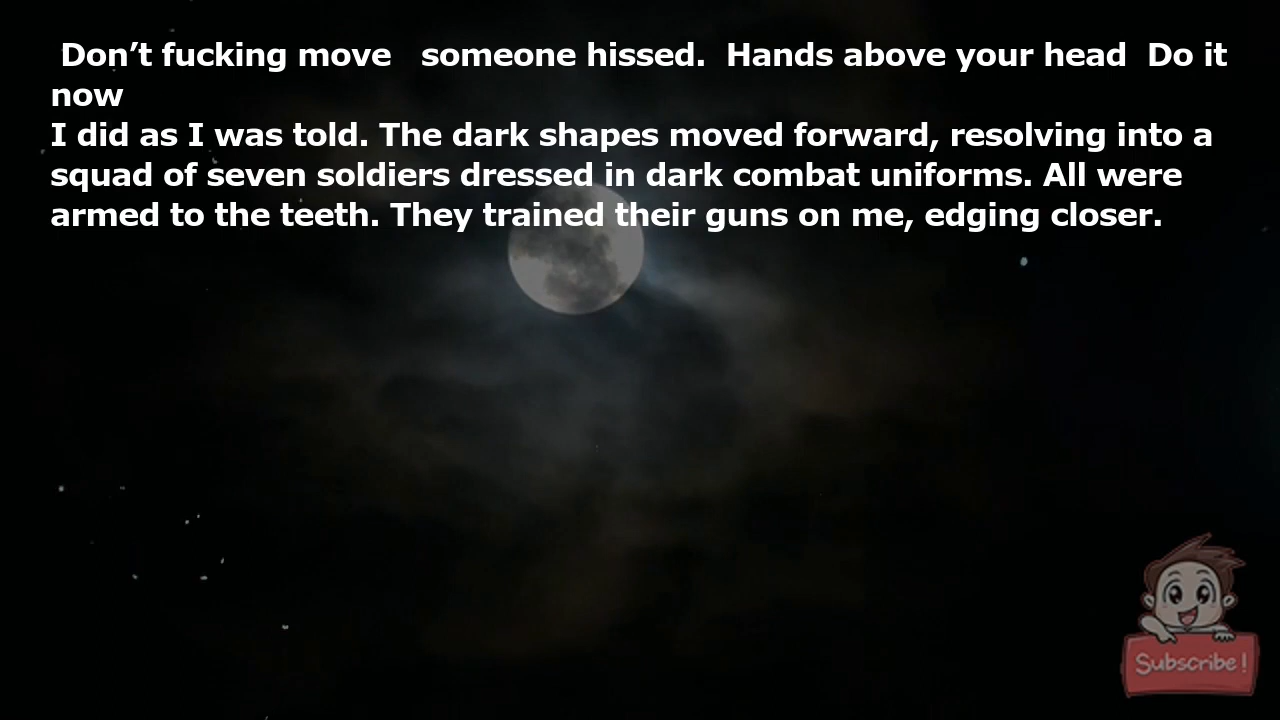 Don’t fucking move   someone hissed.  Hands above your head  Do it
now
I did as I was told. The dark shapes moved forward, resolving into a
squad of seven soldiers dressed in dark combat uniforms. All were
armed to the teeth. They trained their guns on me, edging closer.
Subscribe!